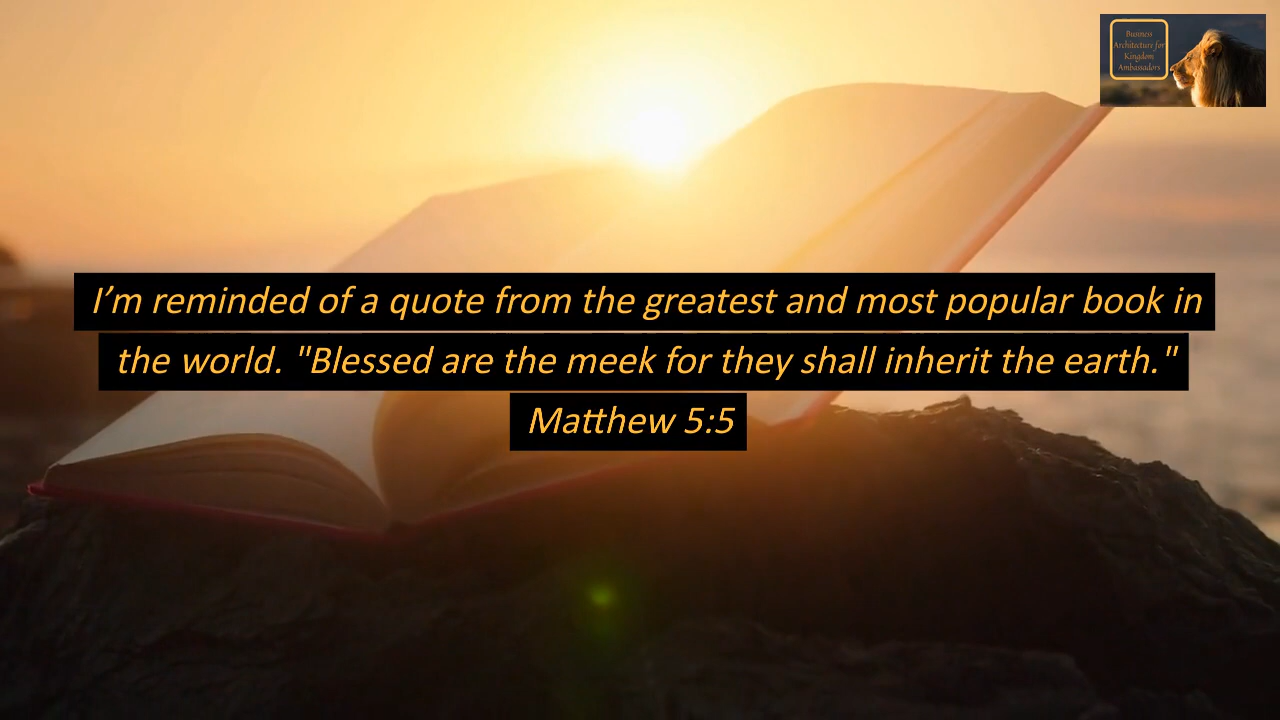 Business
Architecture for
Kingdom
Ambassadors
I’m reminded of a quote from the greatest and most popular book in
the world. "Blessed are the meek for they shall inherit the earth."
Matthew 5:5